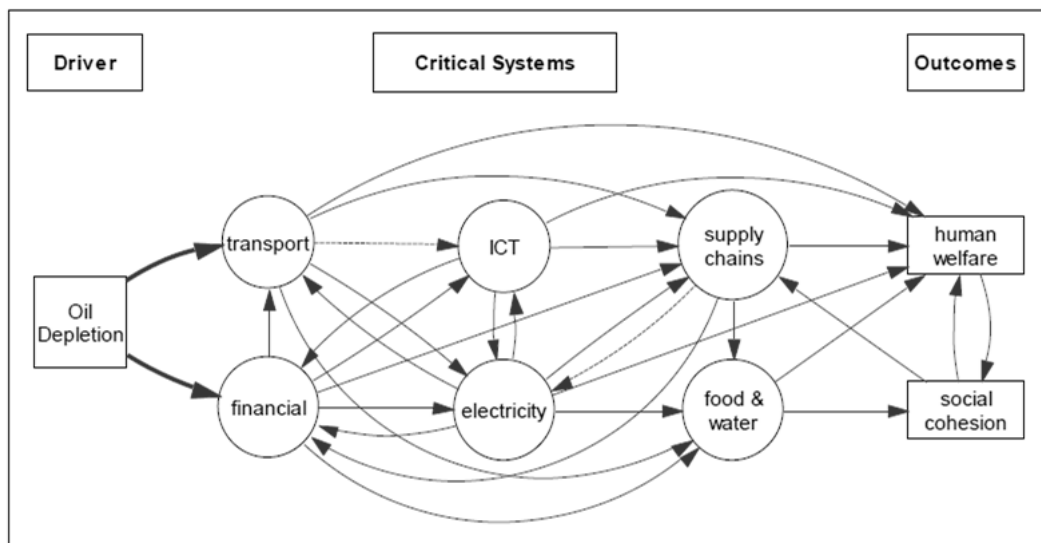 Driver
Critical Systems
Outcomes
transport
ICT
supply
chains
human
welfare
Oil
Depletion
financial
electricity
food &
water
social
cohesion